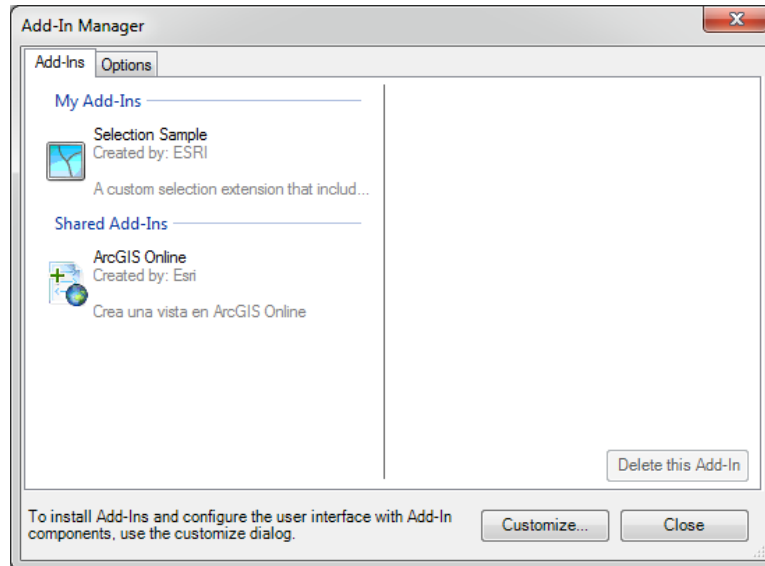 Add-In Manager
Add-Ins
Options
My Add-Ins
Selection Sample
Created by: ESRI
A custom selection extension that includ...
Shared Add-Ins
ArcGIS Online
Created by: Esri
Crea una vista en ArcGIS Online
Delete this Add-In
To install Add-Ins and configure the user interface with Add-In
components, use the customize dialog.
Customize...
Close